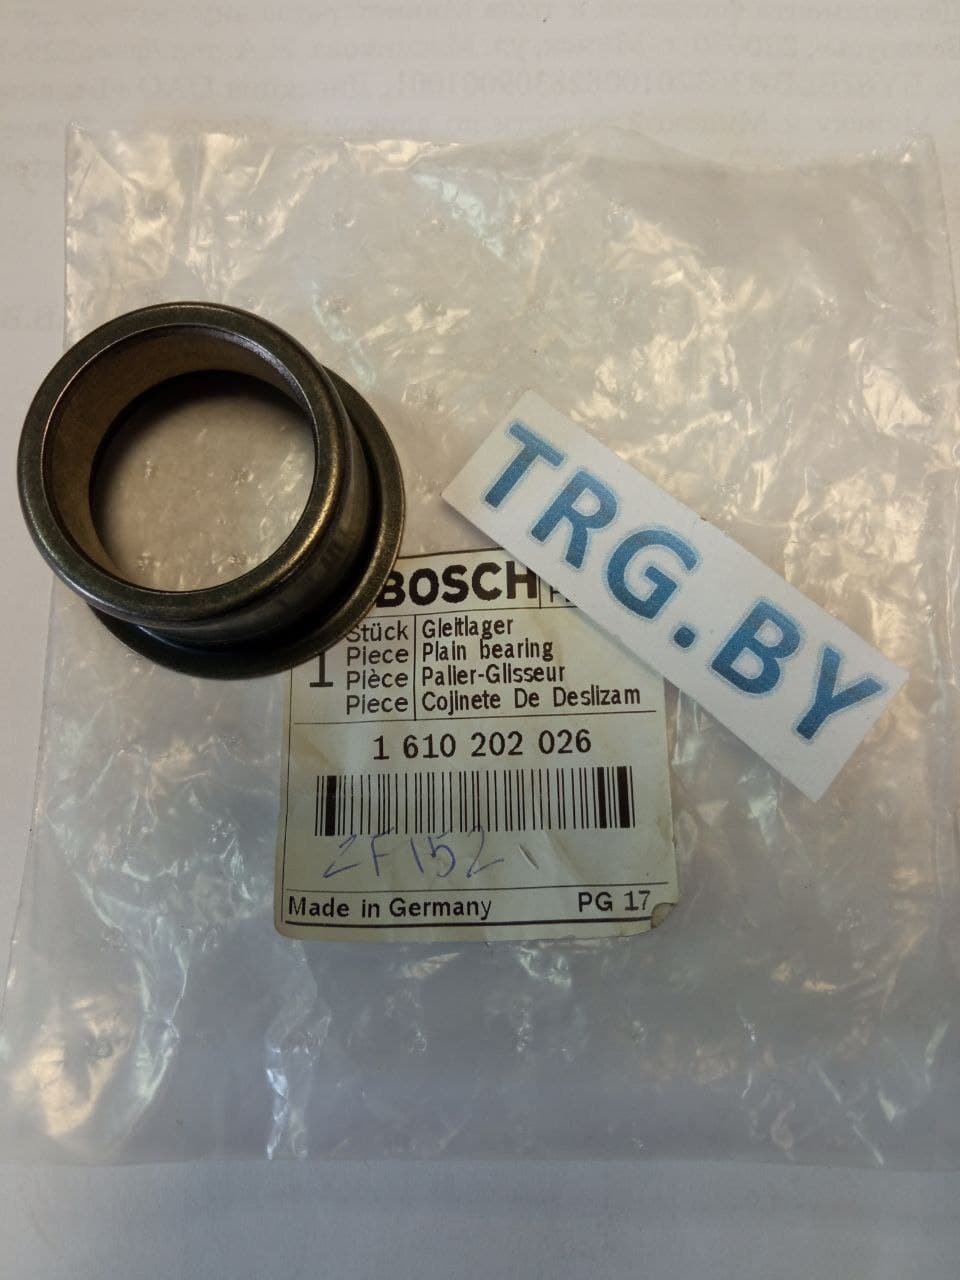 TRG.BY
BOSCH
1
Stück Gleitlager
Piece Plain bearing
Pièce Palier-Glisseur
Piece Cojinete De Deslizam
1 610 202 026
2F152
Made in Germany PG 17